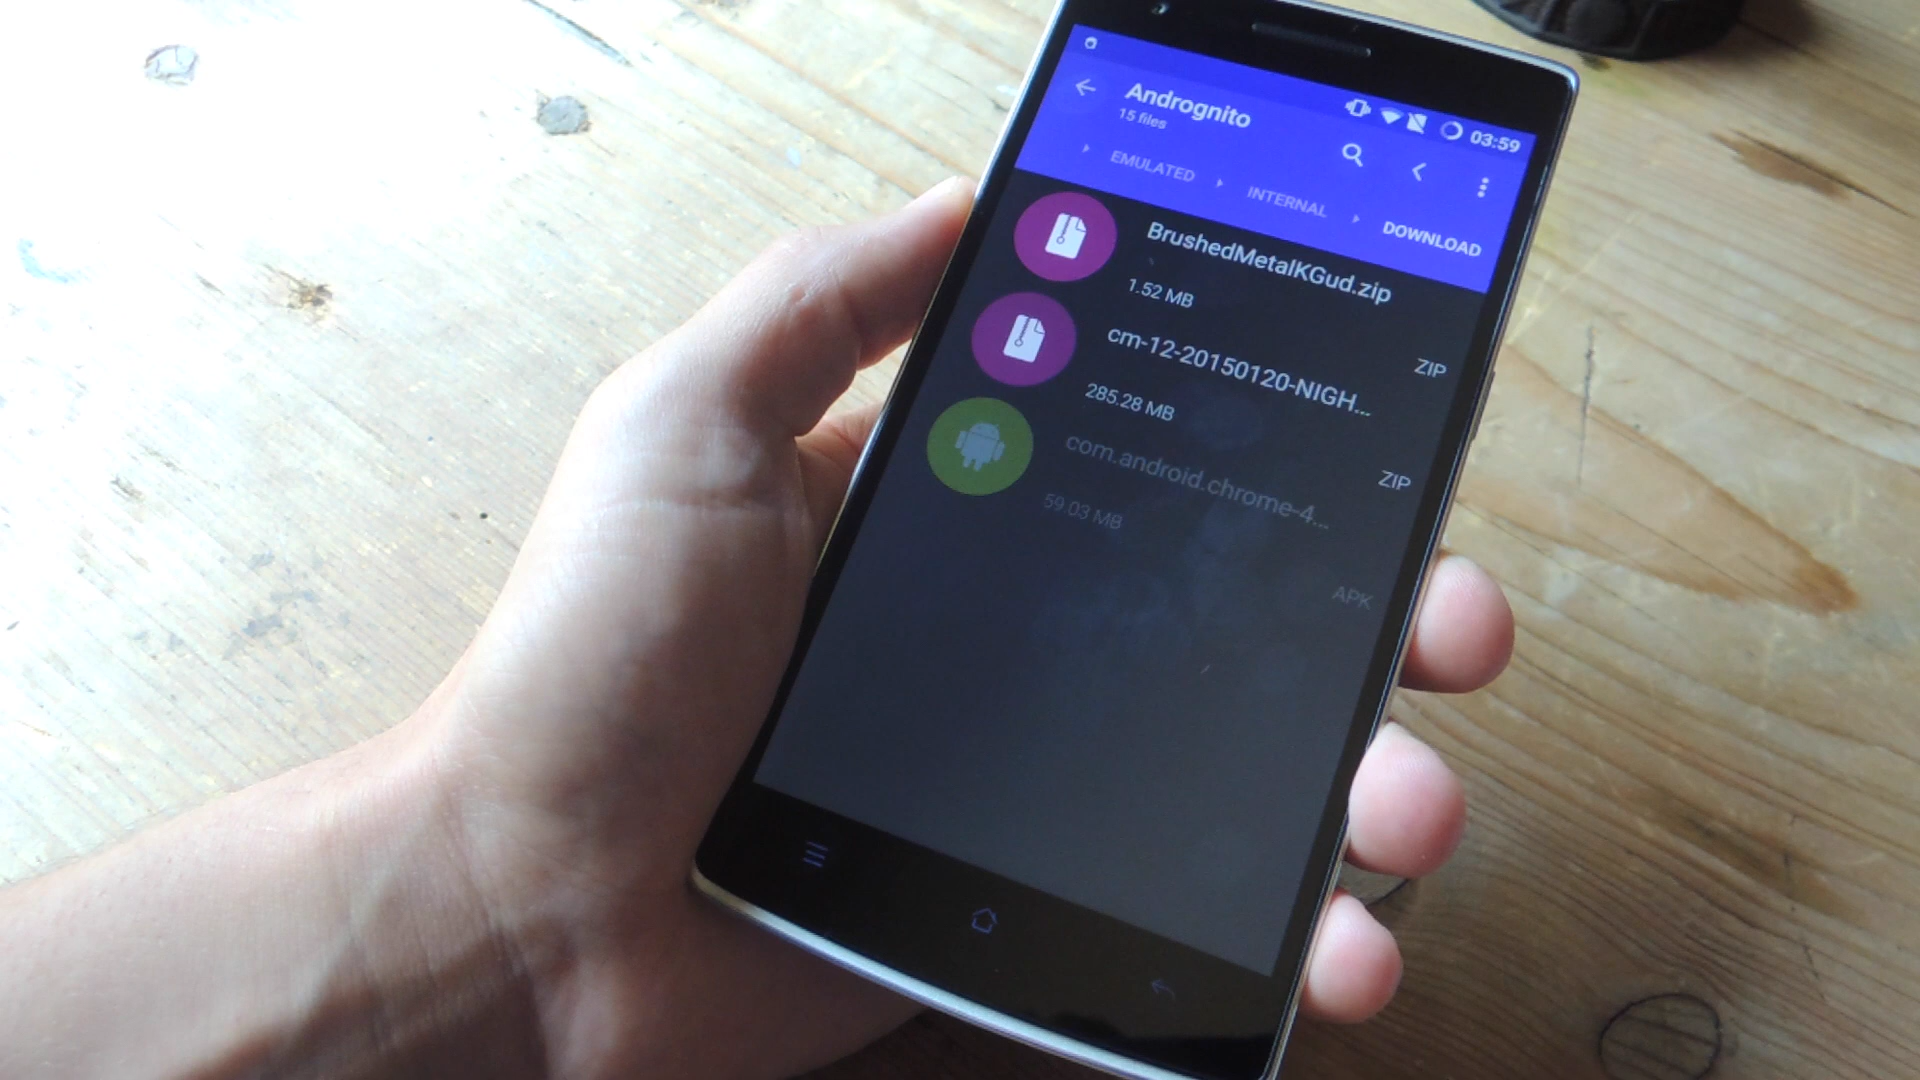 03:59
Andrognito
15 files
EMULATED INTERNAL DOWNLOAD
BrushedMetalKGud.zip
1.52 MB
ZIP
cm-12-20150120-NIGH...
285.28 MB
ZIP
com.android.chrome-4...
59.03 MB
APK